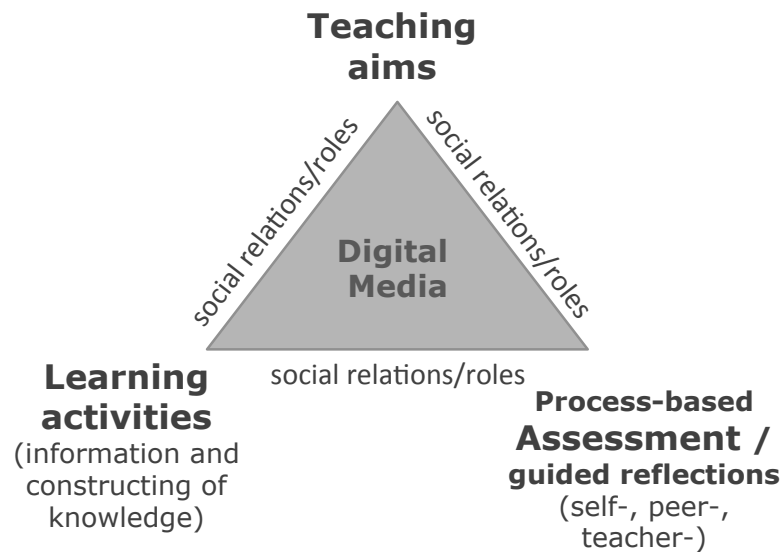 Teaching
aims
social relations/roles
social relations/roles
Digital
Media
social relations/roles
Learning
activities
(information and
constructing of
knowledge)
Process-based
Assessment /
guided reflections
(self-, peer-,
teacher-)